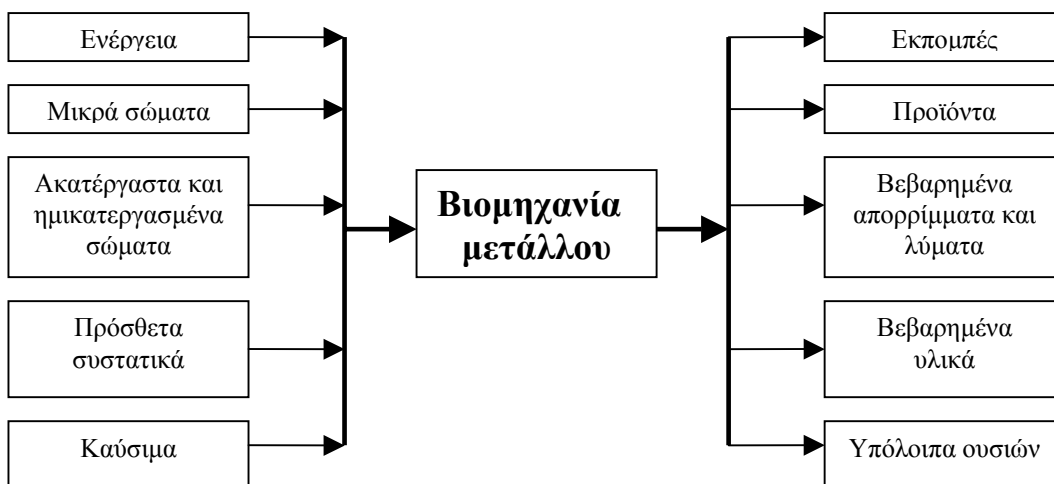 Ενέργεια
Μικρά σώματα
Ακατέργαστα και
ημικατεργασμένα
σώματα
Πρόσθετα
συστατικά
Καύσιμα
Βιομηχανία
μετάλλου
Εκπομπές
Προϊόντα
Βεβαρημένα
απορρίμματα και
λύματα
Βεβαρημένα
υλικά
Υπόλοιπα ουσιών